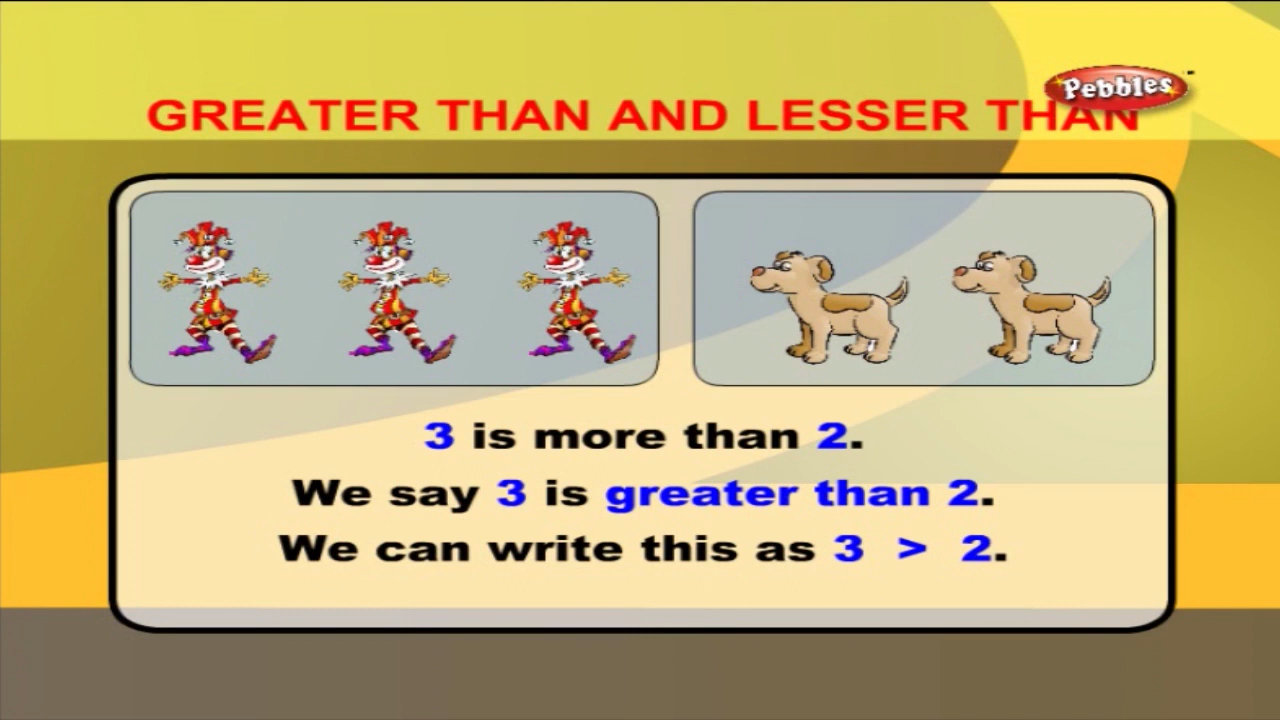 Pebbles
GREATER THAN AND LESSER THAN
3 is more than 2.
We say 3 is greater than 2.
We can write this as 3 > 2.